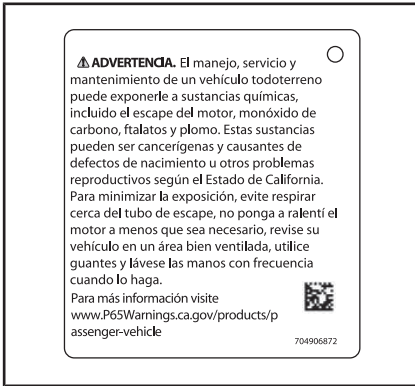 ⚠ ADVERTENCIA. El manejo, servicio y
mantenimiento de un vehículo todoterreno
puede exponerle a sustancias químicas,
incluido el escape del motor, monóxido de
carbono, ftalatos y plomo. Estas sustancias
pueden ser cancerígenas y causantes de
defectos de nacimiento u otros problemas
reproductivos según el Estado de California.
Para minimizar la exposición, evite respirar
cerca del tubo de escape, no ponga a ralentí el
motor a menos que sea necesario, revise su
vehículo en un área bien ventilada, utilice
guantes y lávese las manos con frecuencia
cuando lo haga.
Para más información visite
www.P65Warnings.ca.gov/products/p
assenger-vehicle
704906872